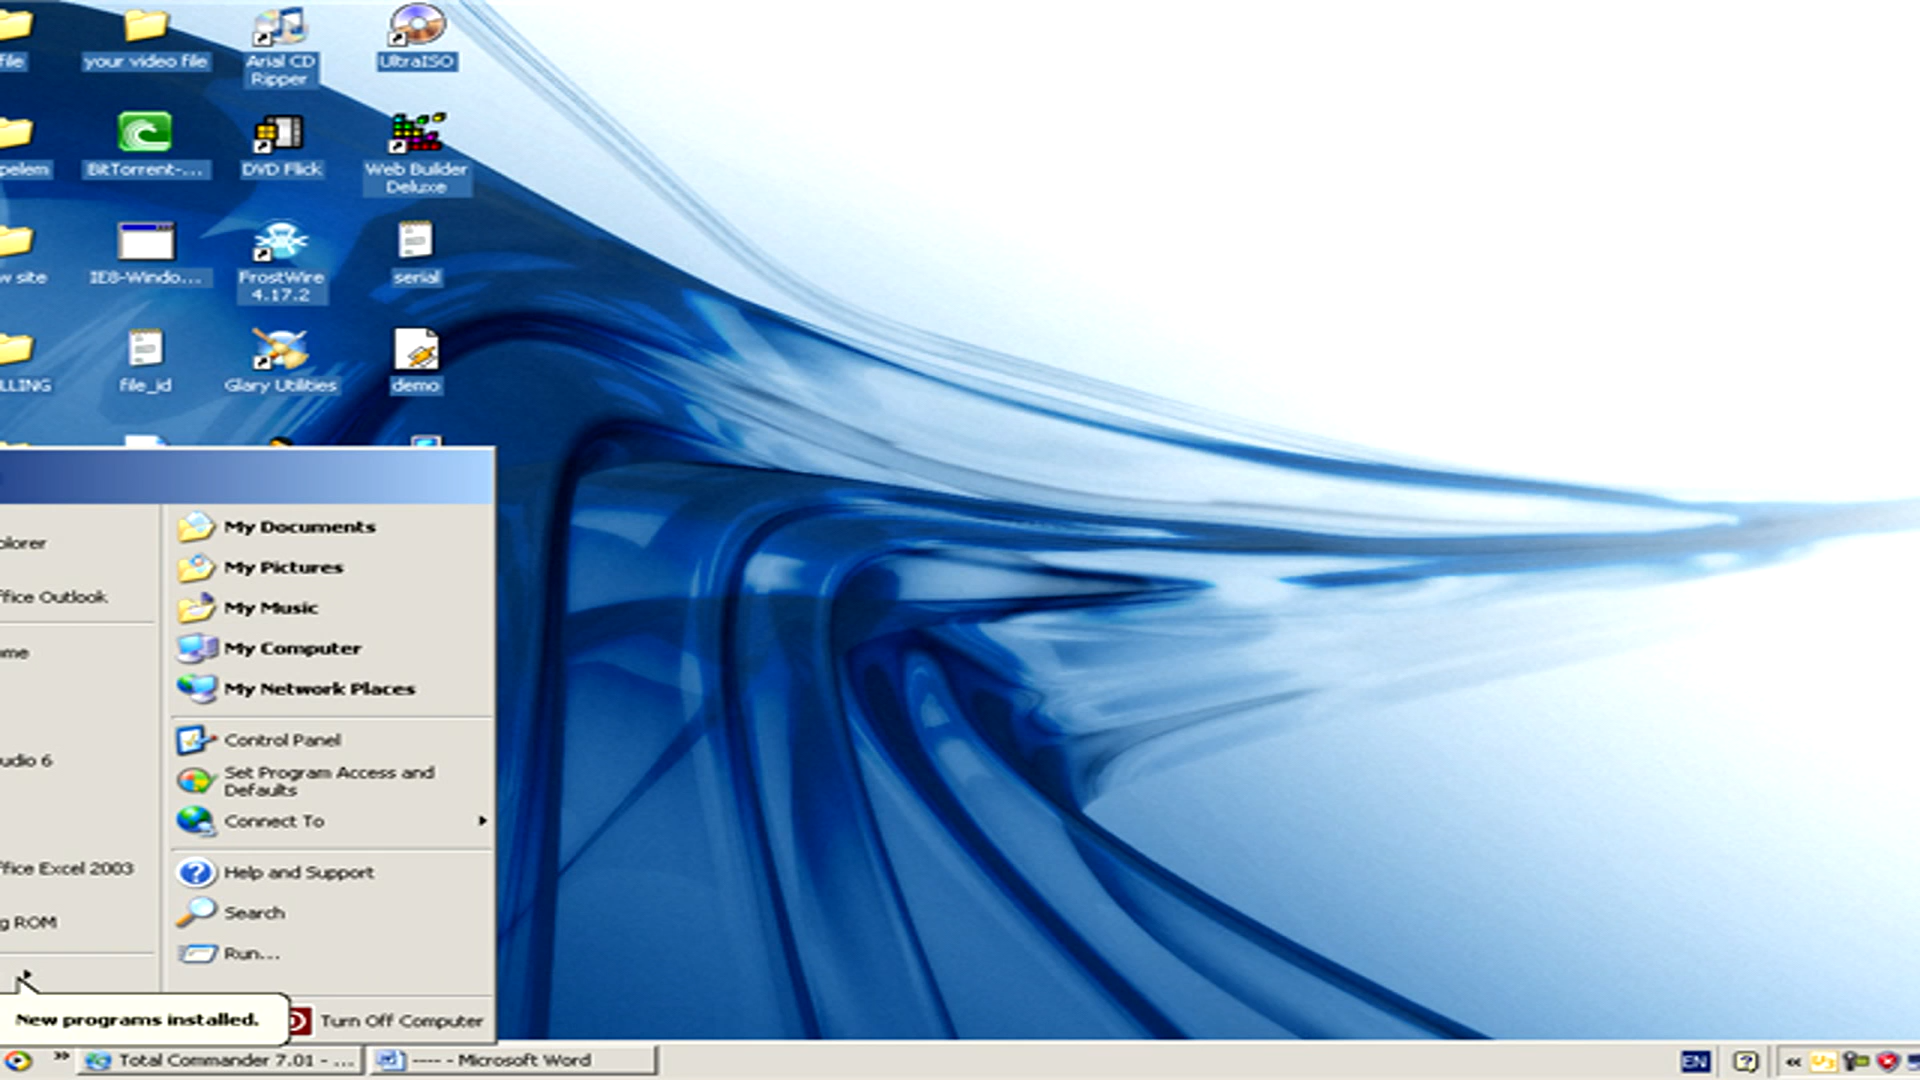 file
your video file
Arial CD
Ripper
UltraISO
pelem
BitTorrent-...
DVD Flick
Web Builder
Deluxe
w site
IE8-Windo...
FrostWire
4.17.2
serial
LLING
file_id
Glary Utilities
demo
plorer
ffice Outlook
ome
udio 6
ffice Excel 2003
g ROM
My Documents
My Pictures
My Music
My Computer
My Network Places
Control Panel
Set Program Access and
Defaults
Connect To
Help and Support
Search
Run...
New programs installed.
Turn Off Computer
Total Commander 7.01 - ...
---- - Microsoft Word
EN